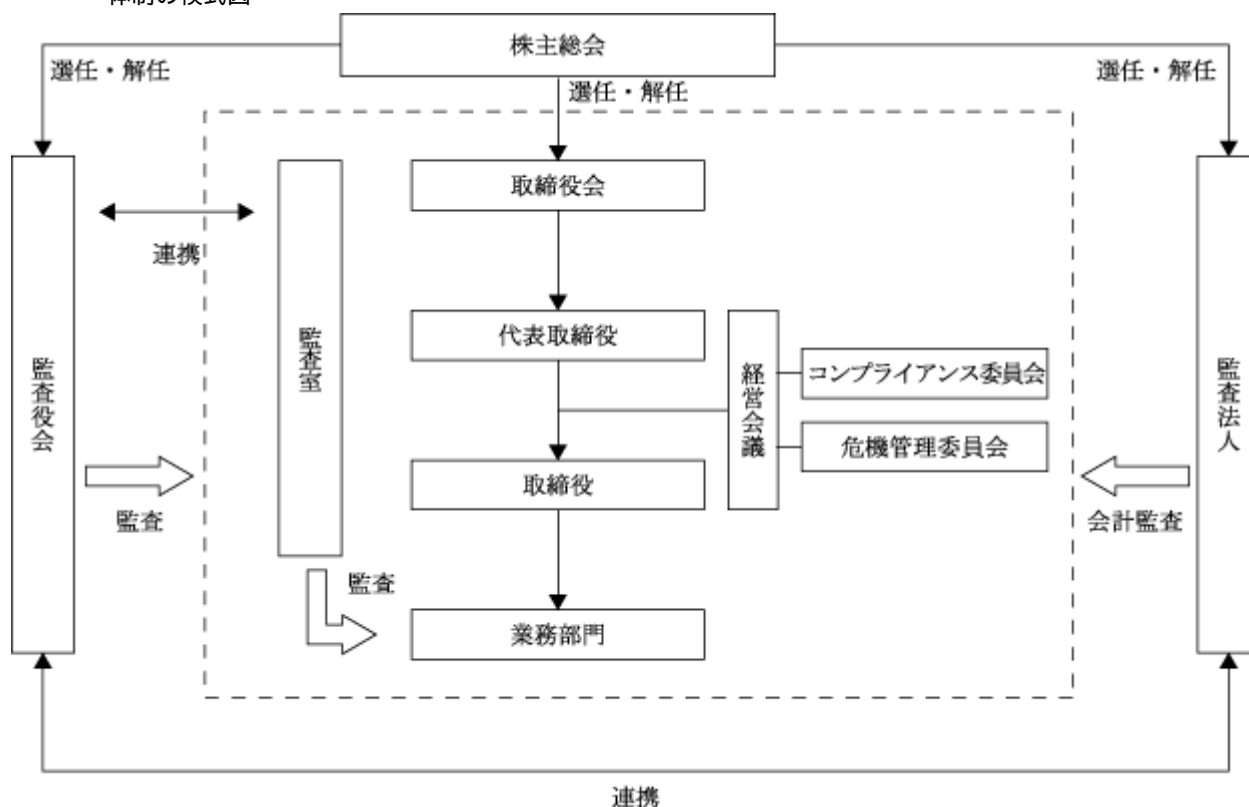 体制の模式図
株主総会
選任・解任
選任・解任
選任・解任
取締役会
連携
監査室
代表取締役
監査役会
経営会議
コンプライアンス委員会
監査法人
危機管理委員会
取締役
監査
会計監査
監査
業務部門
連携